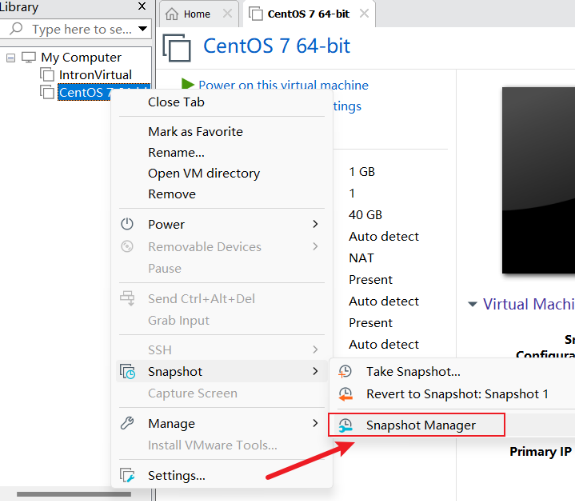 Library
Home
CentOS 7 64-bit
Type here to se...
My Computer
IntronVirtual
CentOS 7
CentOS 7 64-bit
Power on this virtual machine
tings
Close Tab
Mark as Favorite
Rename...
Open VM directory
Remove
Power
Removable Devices
Pause
Send Ctrl+Alt+Del
Grab Input
SSH
Snapshot
Capture Screen
Manage
Install VMware Tools...
Settings...
1 GB
1
40 GB
Auto detect
NAT
Present
Auto detect
Present
Auto detect
Virtual Machi
Sn
Configura
Take Snapshot...
Revert to Snapshot: Snapshot 1
Snapshot Manager
Primary IP